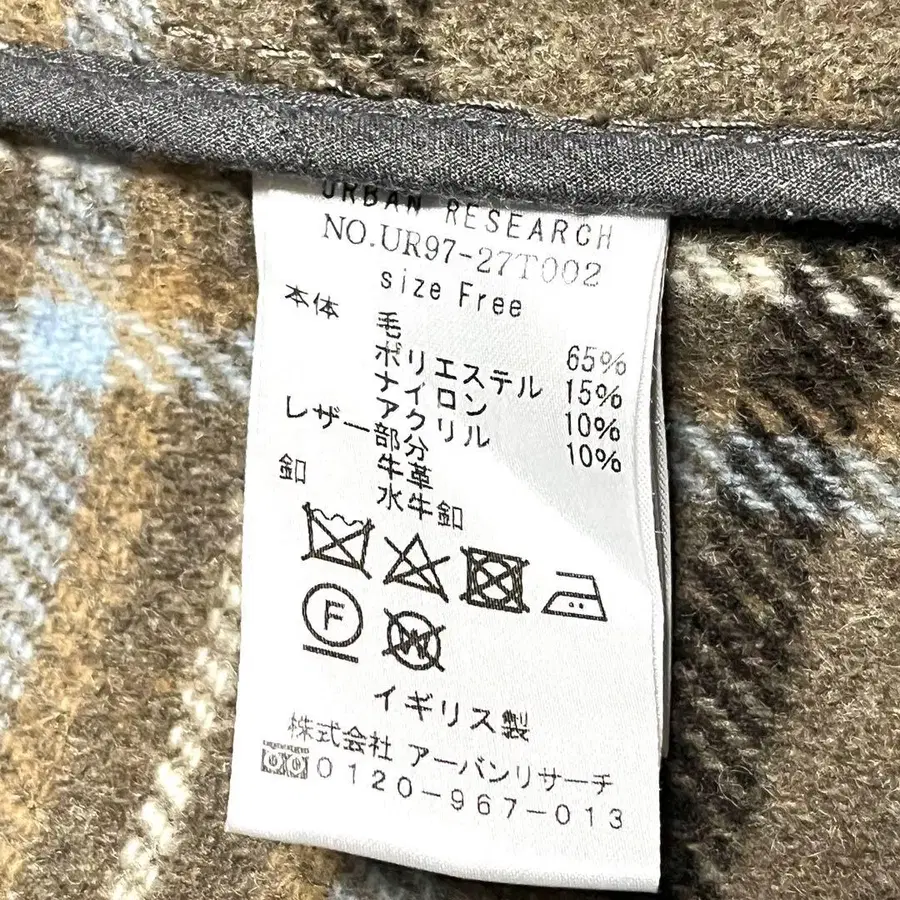 URBAN RESEARCH
NO.UR97-27T002
size Free
本体 毛 65%
ポリエステル 15%
ナイロン 10%
アクリル 10%
レザー部分
牛革
釦 水牛釦
F
W
イギリス製
株式会社 アーバンリサーチ
0120-967-013